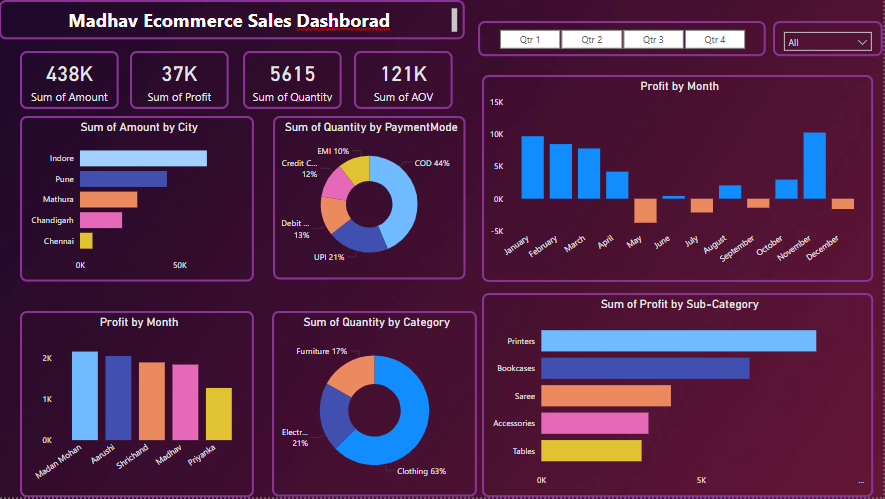 Madhav Ecommerce Sales Dashborad
Qtr 1
Qtr 2
Qtr 3
Qtr 4
All
438K
Sum of Amount
37K
Sum of Profit
5615
Sum of Quantity
121K
Sum of AOV
Sum of Amount by City
Indore
Pune
Mathura
Chandigarh
Chennai
0K
50K
Sum of Quantity by PaymentMode
EMI 10%
COD 44%
Credit C...
12%
Debit ...
13%
UPI 21%
Profit by Month
15K
10K
5K
0K
-5K
January
February
March
April
May
June
July
August
September
October
November
December
Profit by Month
2K
1K
0K
Madan Mohan
Aarushi
Shrichand
Madhav
Priyanka
Sum of Quantity by Category
Furniture 17%
Electr...
21%
Clothing 63%
Sum of Profit by Sub-Category
Printers
Bookcases
Saree
Accessories
Tables
0K
5K
...